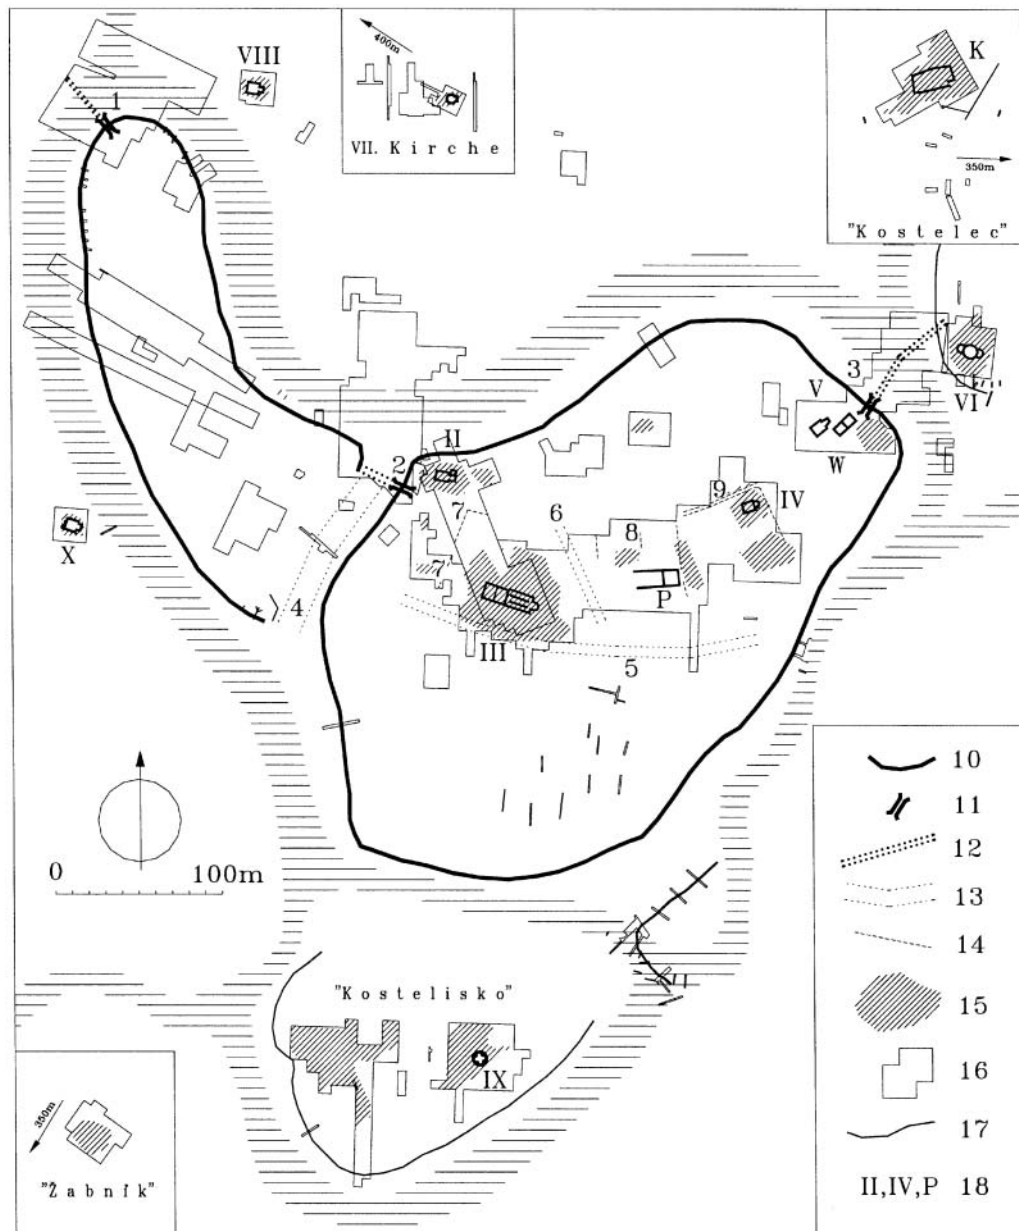 VIII
400m
VII. Kirche
K
350m
"Kostelec"
1
3
V
VI
W
II
2
7
6
8
9
IV
X
7
P
4
III
5
0 100m
"Kostelisko"
IX
350m
"Žabník"
10
11
12
13
14
15
16
17
II,IV,P 18